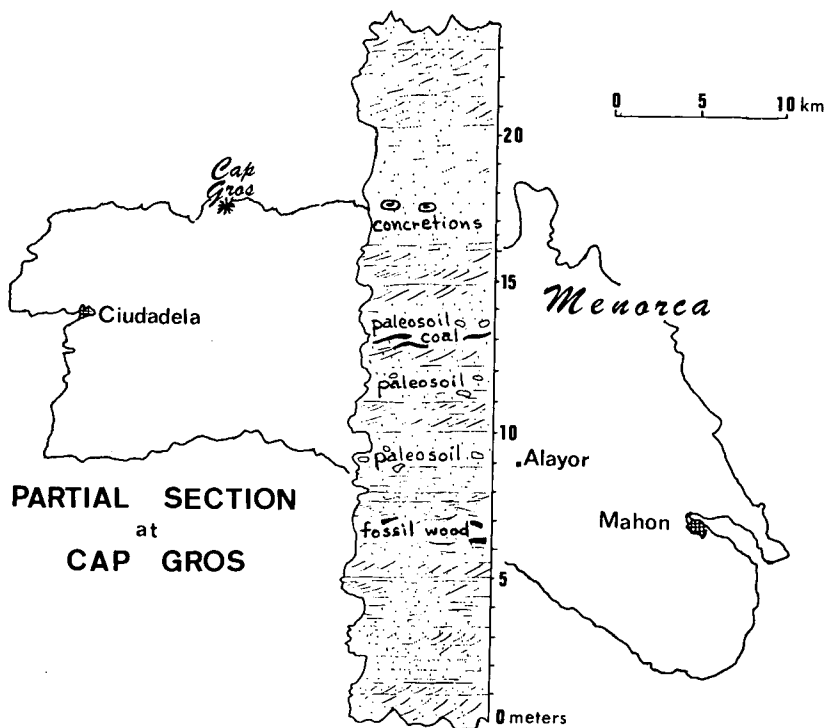 0 5 10 km
20
Cap
Gros
concretions
15
Menorca
Ciudadela
paleosoil
coal
paleosoil
10
Alayor
paleosoil
PARTIAL SECTION
at
CAP GROS
Mahon
fossil wood
5
0 meters